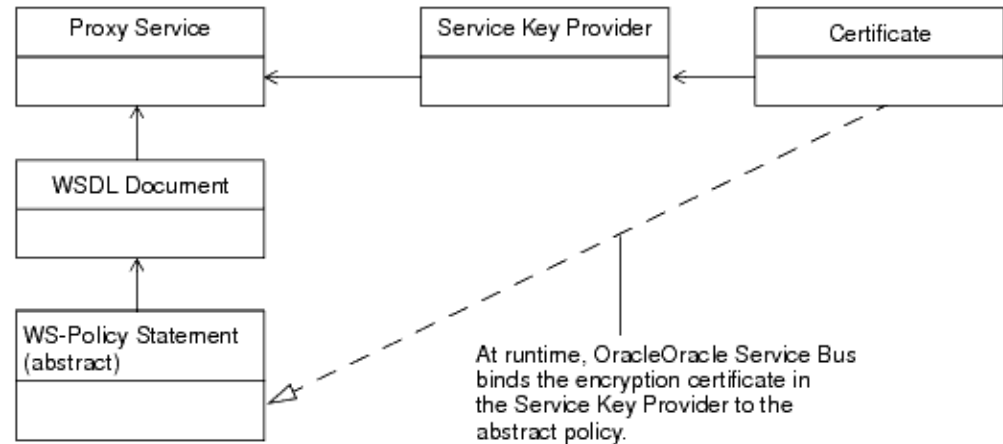 Proxy Service
Service Key Provider
Certificate
WSDL Document
WS-Policy Statement
(abstract)
At runtime, OracleOracle Service Bus
binds the encryption certificate in
the Service Key Provider to the
abstract policy.